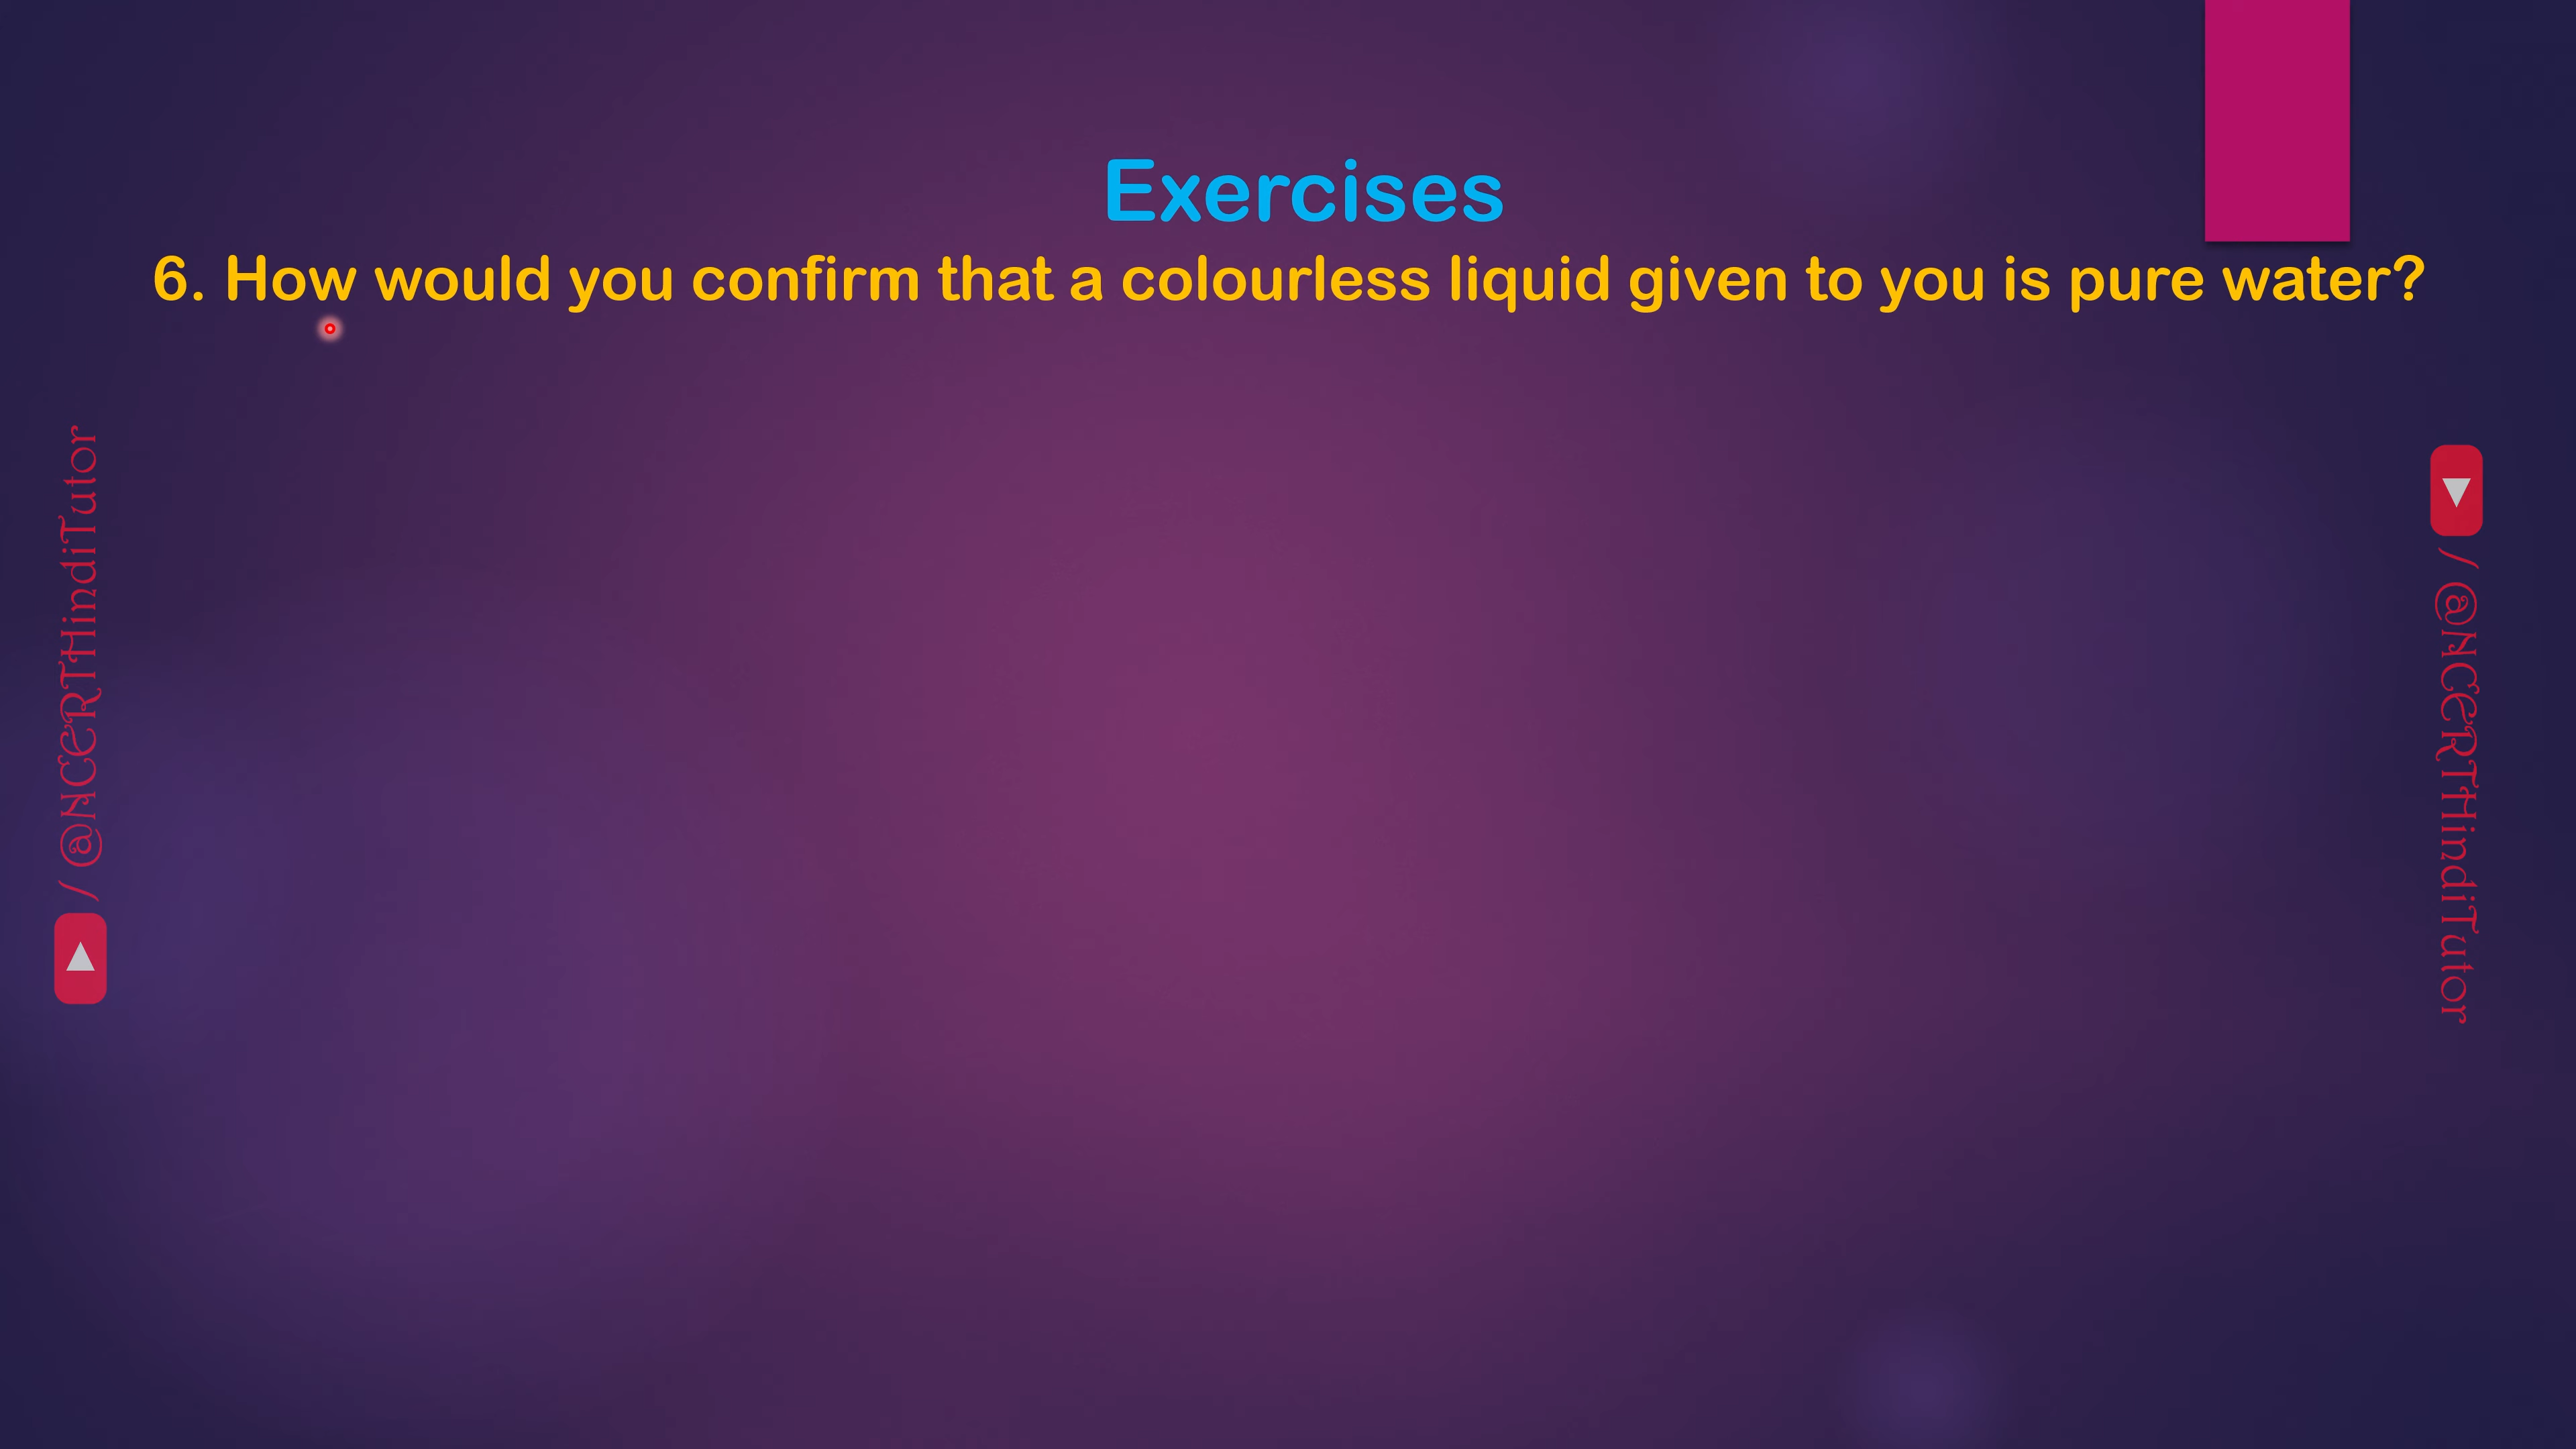 Exercises
6. How would you confirm that a colourless liquid given to you is pure water?
/ @NCERTHindiTutor
/ @NCERTHindiTutor